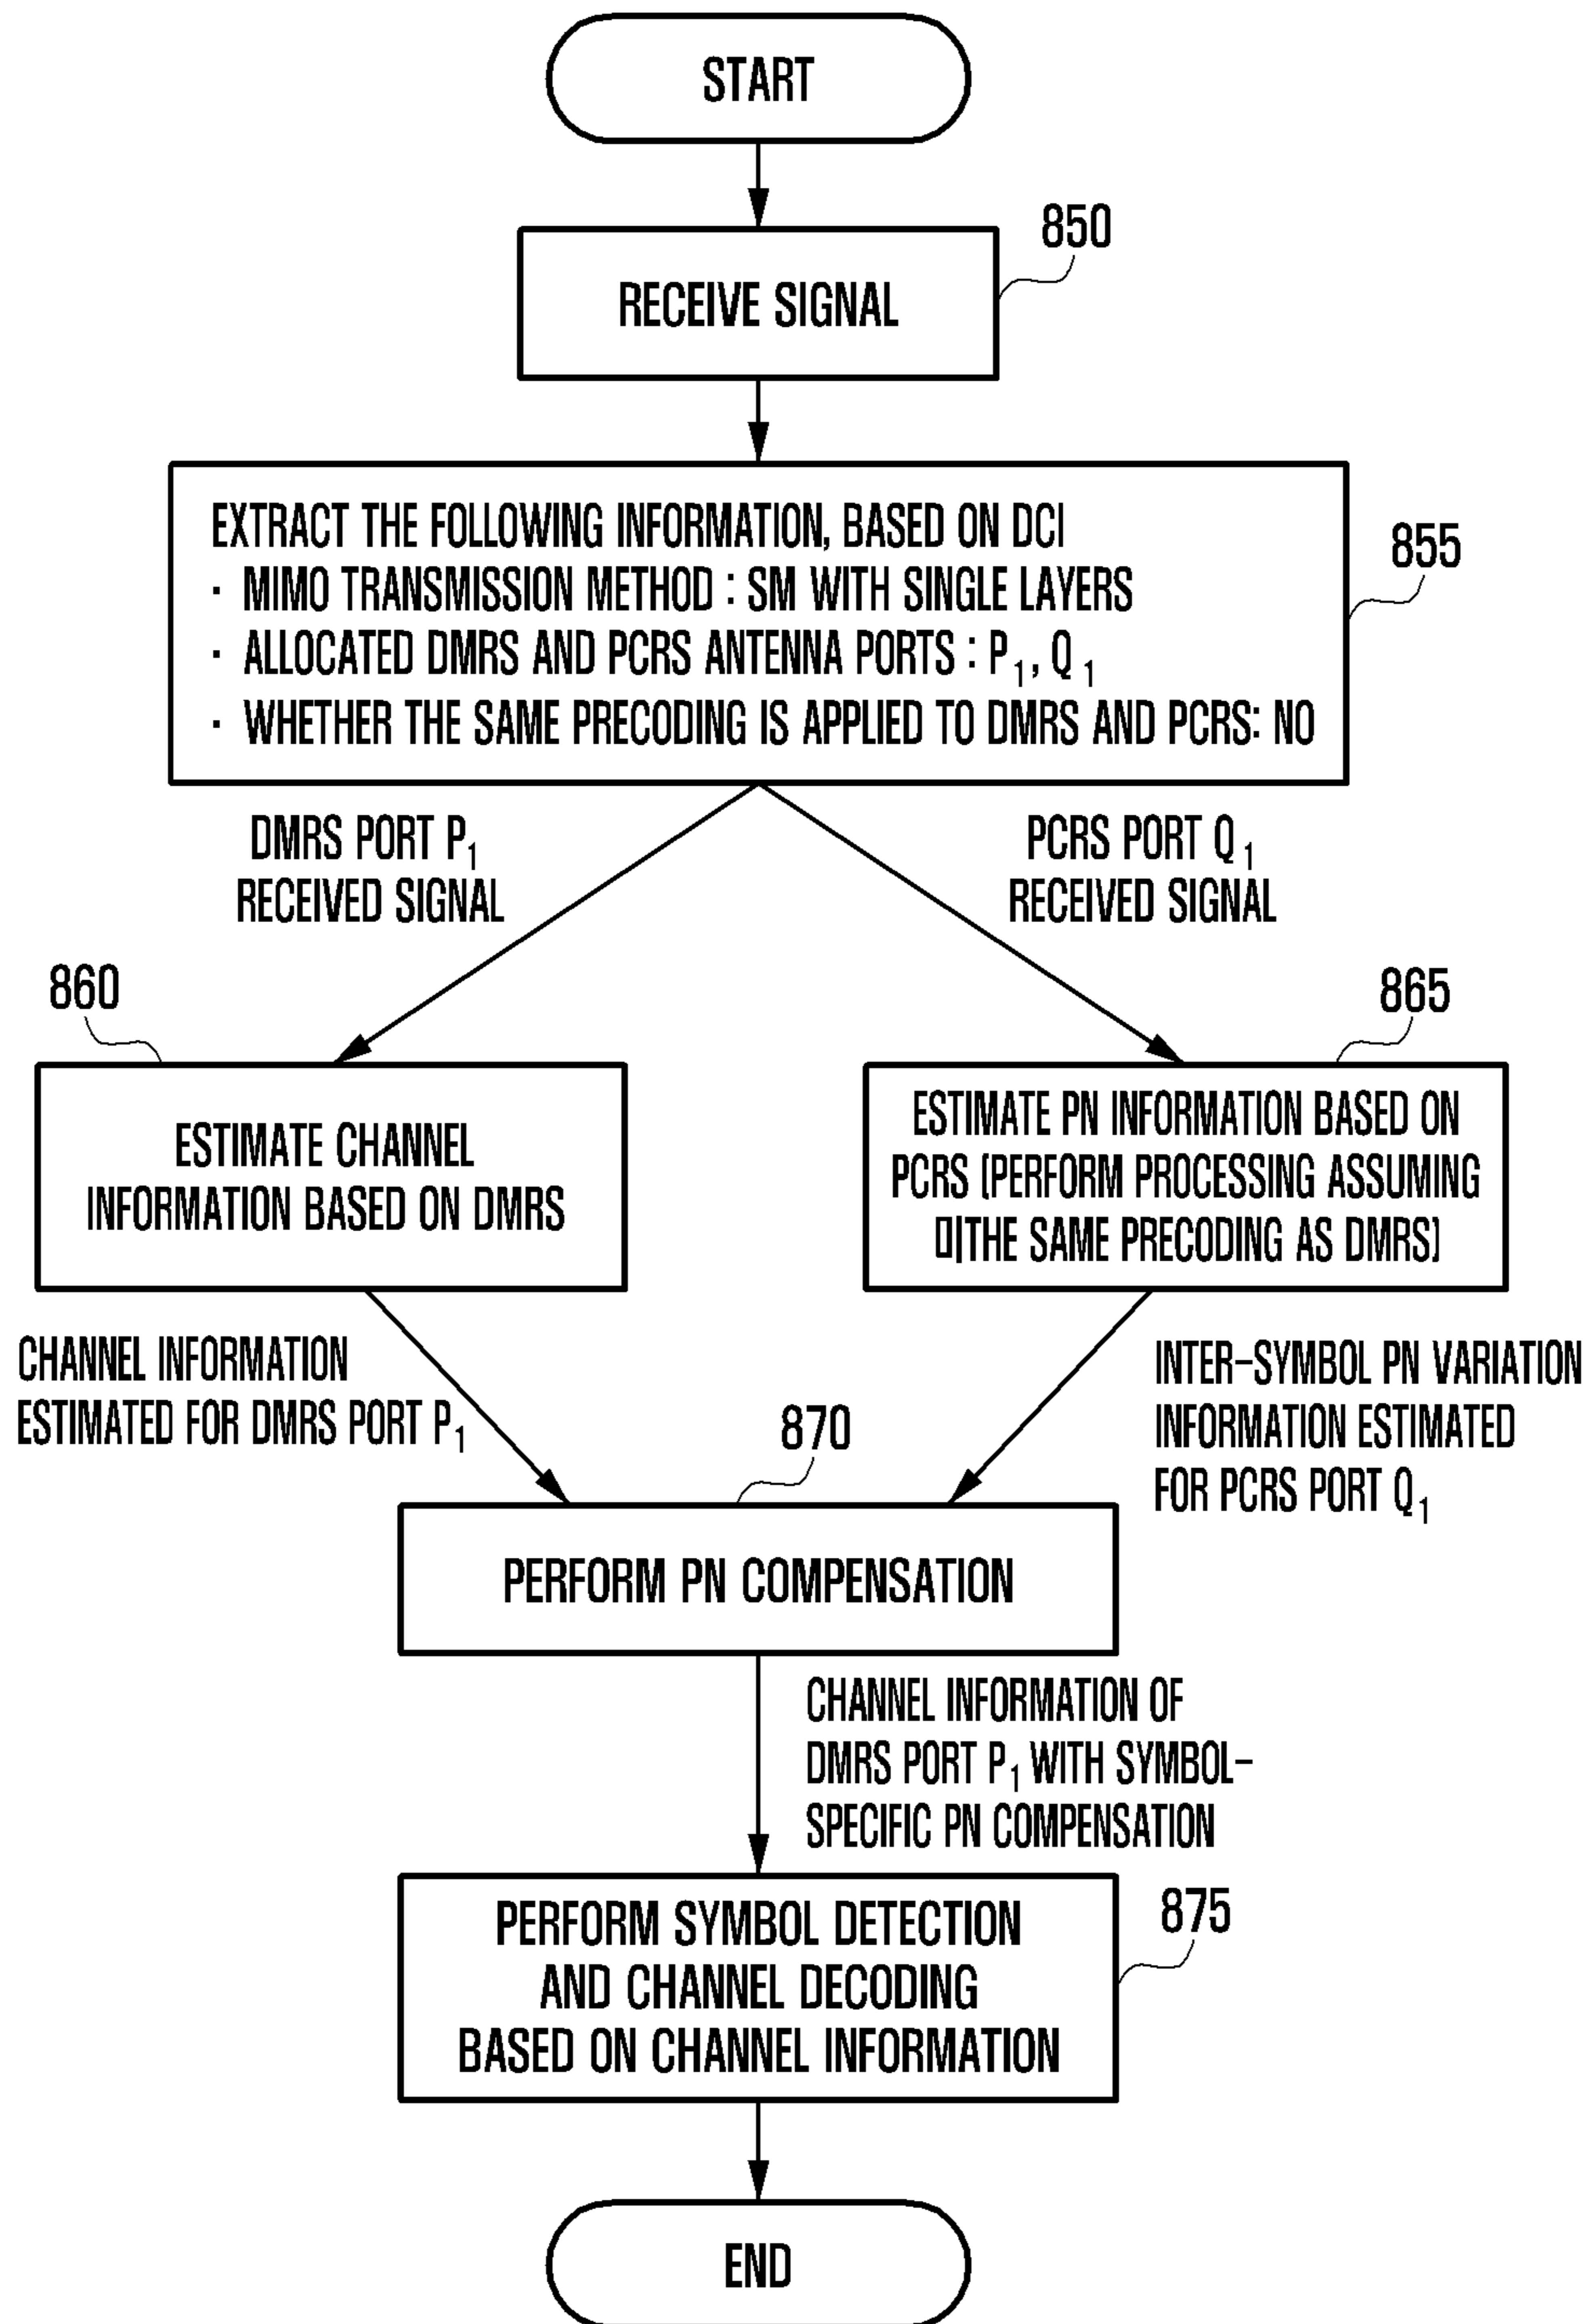 START
850
RECEIVE SIGNAL
EXTRACT THE FOLLOWING INFORMATION, BASED ON DCI
· MIMO TRANSMISSION METHOD : SM WITH SINGLE LAYERS
· ALLOCATED DMRS AND PCRS ANTENNA PORTS : P₁, Q₁
· WHETHER THE SAME PRECODING IS APPLIED TO DMRS AND PCRS: NO
855
DMRS PORT P₁
RECEIVED SIGNAL
PCRS PORT Q₁
RECEIVED SIGNAL
860
865
ESTIMATE CHANNEL
INFORMATION BASED ON DMRS
ESTIMATE PN INFORMATION BASED ON
PCRS (PERFORM PROCESSING ASSUMING
미THE SAME PRECODING AS DMRS)
CHANNEL INFORMATION
ESTIMATED FOR DMRS PORT P₁
INTER-SYMBOL PN VARIATION
INFORMATION ESTIMATED
FOR PCRS PORT Q₁
870
PERFORM PN COMPENSATION
CHANNEL INFORMATION OF
DMRS PORT P₁ WITH SYMBOL-
SPECIFIC PN COMPENSATION
PERFORM SYMBOL DETECTION
AND CHANNEL DECODING
BASED ON CHANNEL INFORMATION
875
END